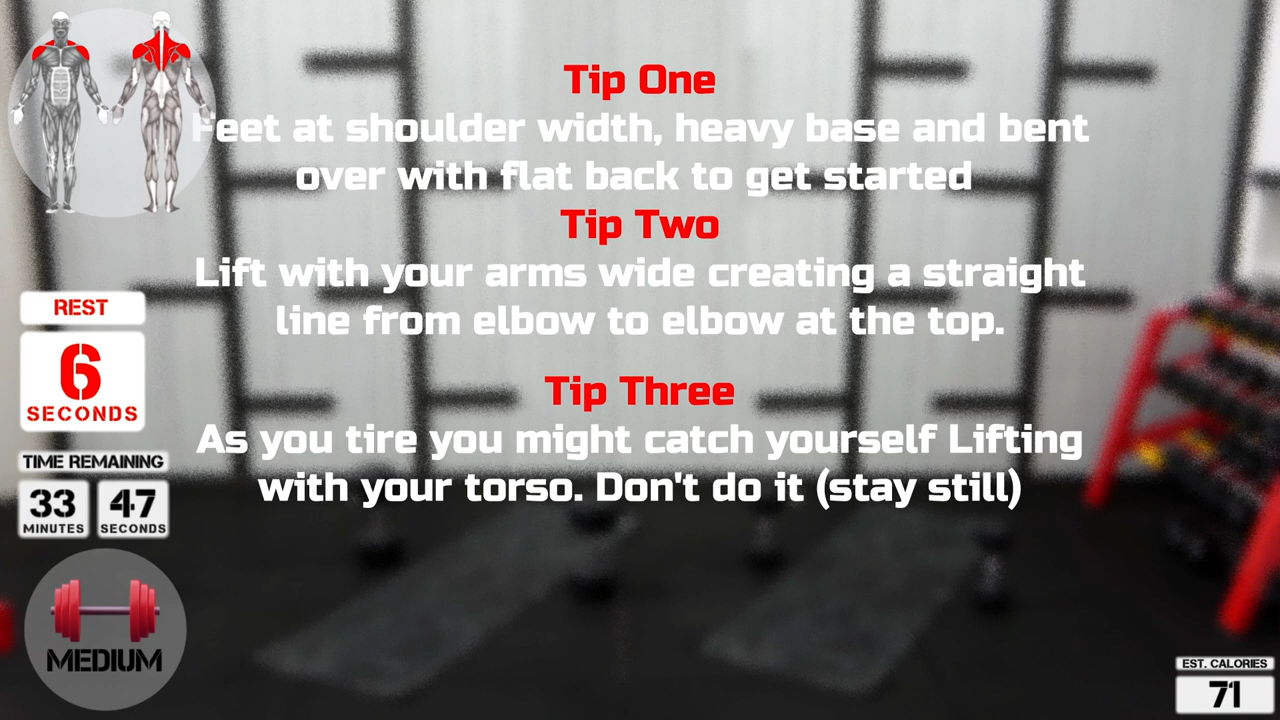 Tip One
Feet at shoulder width, heavy base and bent
over with flat back to get started
Tip Two
Lift with your arms wide creating a straight
line from elbow to elbow at the top.
Tip Three
As you tire you might catch yourself Lifting
with your torso. Don't do it (stay still)
REST
6
SECONDS
TIME REMAINING
33 47
MINUTES SECONDS
MEDIUM
EST. CALORIES
71